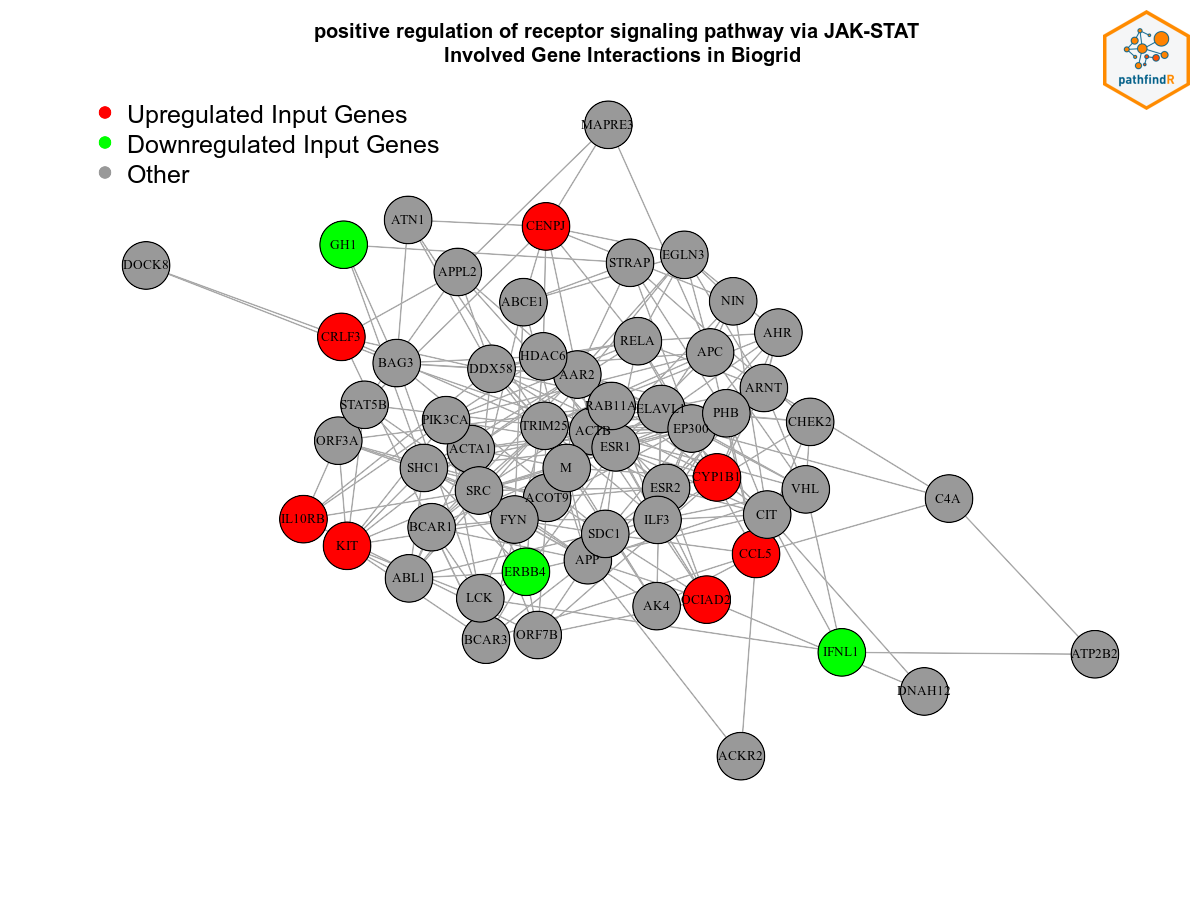 positive regulation of receptor signaling pathway via JAK-STAT
Involved Gene Interactions in Biogrid
pathfindR
Upregulated Input Genes
Downregulated Input Genes
Other
MAPRE3
ATN1
CENPJ
GH1
DOCK8
APPL2
STRAP
EGLN3
ABCE1
NIN
CRLF3
AHR
RELA
APC
BAG3
HDAC6
DDX58
AAR2
ARNT
STAT5B
RAB11A
ELAVL1
PHB
PIK3CA
CHEK2
TRIM25
ACTB
EP300
ORF3A
ACTA1
ESR1
SHC1
M
CYP1B1
SRC
ESR2
VHL
ACOT9
C4A
IL10RB
FYN
ILF3
CIT
BCAR1
SDC1
KIT
CCL5
APP
ERBB4
ABL1
LCK
OCIAD2
AK4
ORF7B
BCAR3
IFNL1
ATP2B2
DNAH12
ACKR2